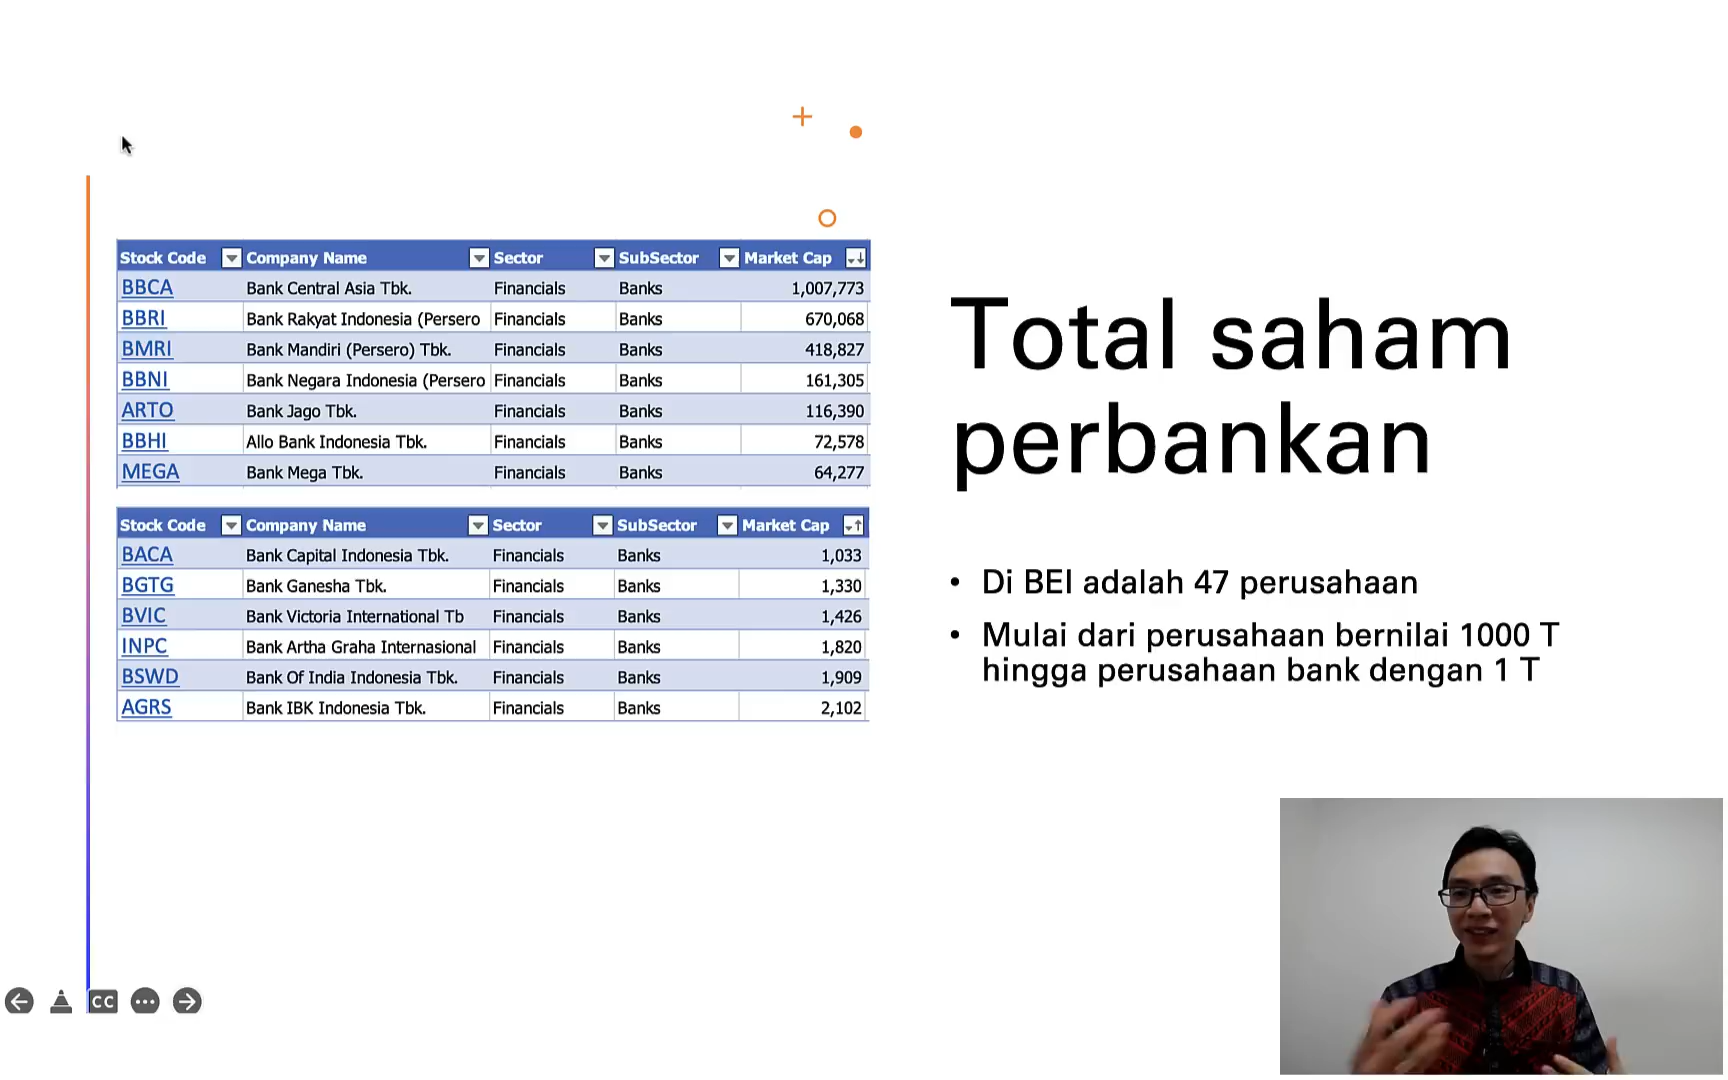 Stock Code Company Name Sector SubSector Market Cap
BBCA Bank Central Asia Tbk. Financials Banks 1,007,773
BBRI Bank Rakyat Indonesia (Persero Financials Banks 670,068
BMRI Bank Mandiri (Persero) Tbk. Financials Banks 418,827
BBNI Bank Negara Indonesia (Persero Financials Banks 161,305
ARTO Bank Jago Tbk. Financials Banks 116,390
BBHI Allo Bank Indonesia Tbk. Financials Banks 72,578
MEGA Bank Mega Tbk. Financials Banks 64,277
Stock Code Company Name Sector SubSector Market Cap
BACA Bank Capital Indonesia Tbk. Financials Banks 1,033
BGTG Bank Ganesha Tbk. Financials Banks 1,330
BVIC Bank Victoria International Tb Financials Banks 1,426
INPC Bank Artha Graha Internasional Financials Banks 1,820
BSWD Bank Of India Indonesia Tbk. Financials Banks 1,909
AGRS Bank IBK Indonesia Tbk. Financials Banks 2,102
Total saham
perbankan
• Di BEI adalah 47 perusahaan
• Mulai dari perusahaan bernilai 1000 T
hingga perusahaan bank dengan 1 T
CC